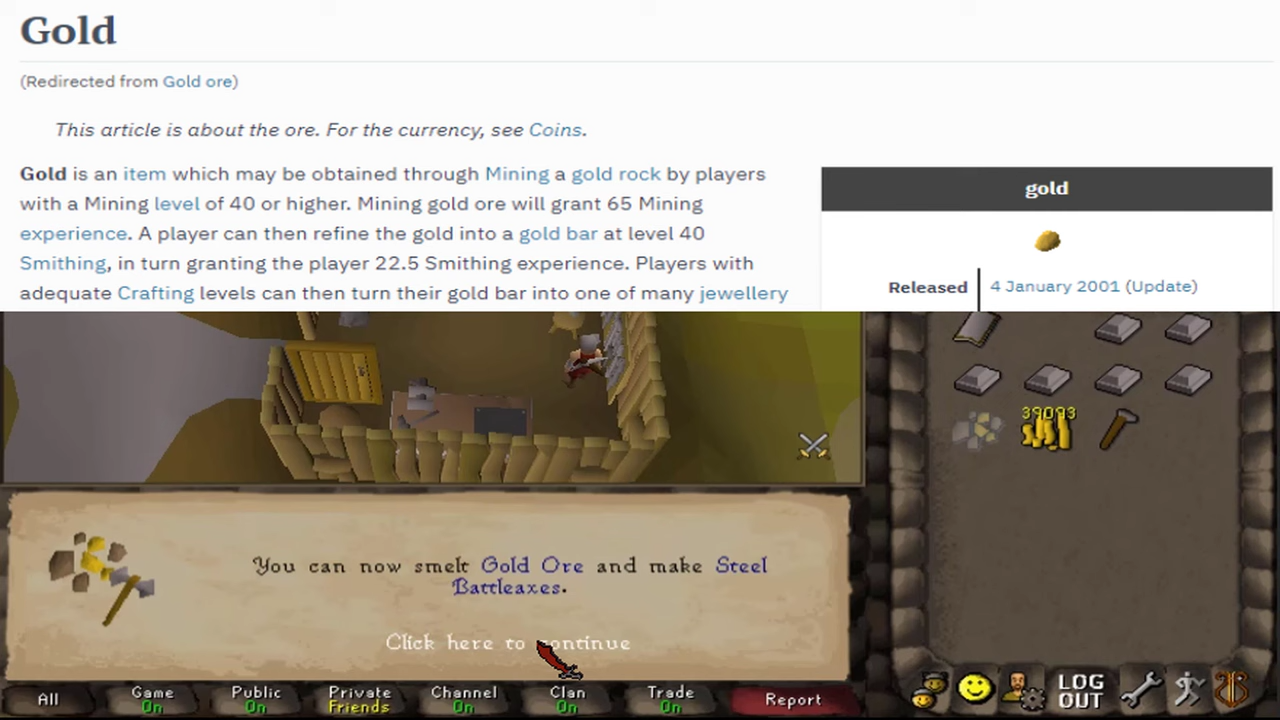 Gold
(Redirected from Gold ore)
This article is about the ore. For the currency, see Coins.
Gold is an item which may be obtained through Mining a gold rock by players
with a Mining level of 40 or higher. Mining gold ore will grant 65 Mining
experience. A player can then refine the gold into a gold bar at level 40
Smithing, in turn granting the player 22.5 Smithing experience. Players with
adequate Crafting levels can then turn their gold bar into one of many jewellery
gold
Released 4 January 2001 (Update)
39093
You can now smelt Gold Ore and make Steel
Battleaxes.
Click here to continue
All
Game
On
Public
On
Private
Friends
Channel
On
Clan
On
Trade
On
Report
LOG
OUT